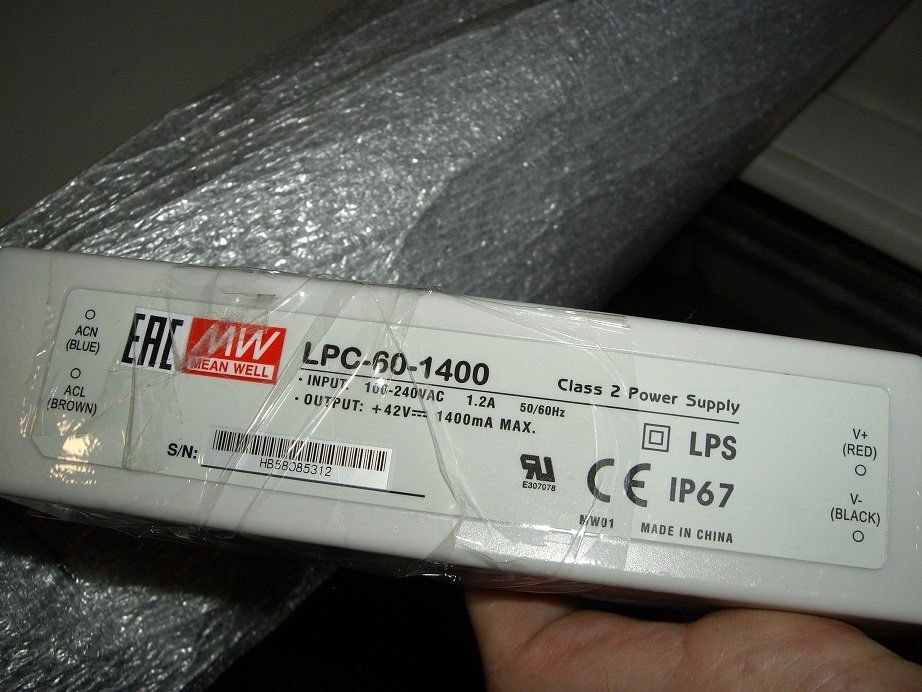 ACN
(BLUE)
ACL
(BROWN)
EAC
MW
MEAN WELL
LPC-60-1400
Class 2 Power Supply
· INPUT: 100-240VAC 1.2A 50/60Hz
· OUTPUT: +42V⎓ 1400mA MAX.
S/N:
HB58085312
RU
E307078
LPS
CE IP67
MW01 MADE IN CHINA
V+
(RED)
V-
(BLACK)